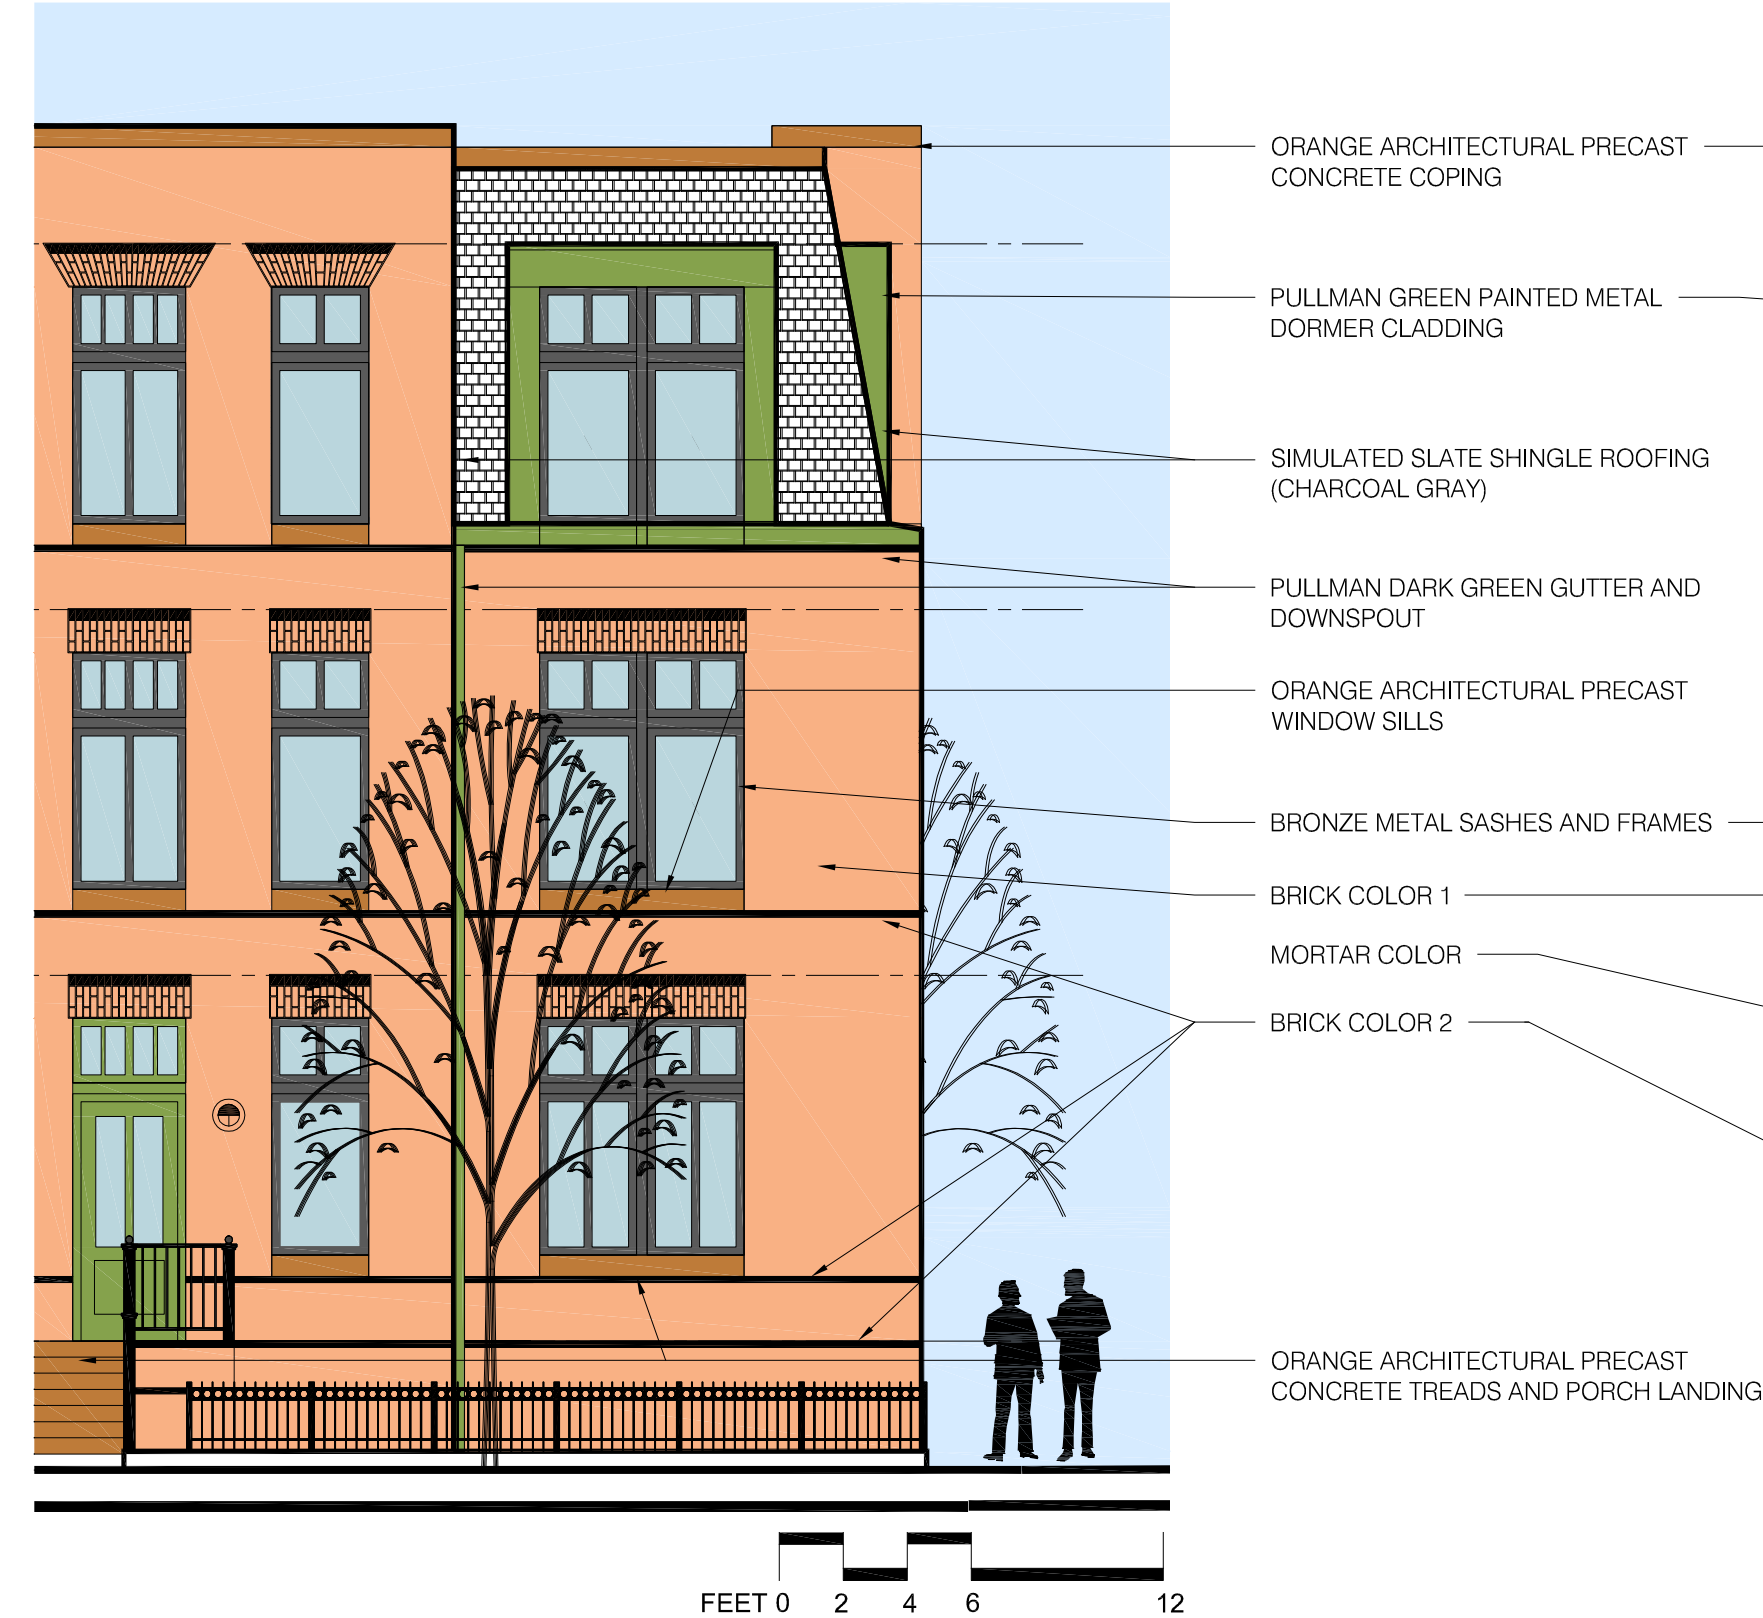 ORANGE ARCHITECTURAL PRECAST
CONCRETE COPING
PULLMAN GREEN PAINTED METAL
DORMER CLADDING
SIMULATED SLATE SHINGLE ROOFING
(CHARCOAL GRAY)
PULLMAN DARK GREEN GUTTER AND
DOWNSPOUT
ORANGE ARCHITECTURAL PRECAST
WINDOW SILLS
BRONZE METAL SASHES AND FRAMES
BRICK COLOR 1
MORTAR COLOR
BRICK COLOR 2
ORANGE ARCHITECTURAL PRECAST
CONCRETE TREADS AND PORCH LANDING
FEET 0 2 4 6 12